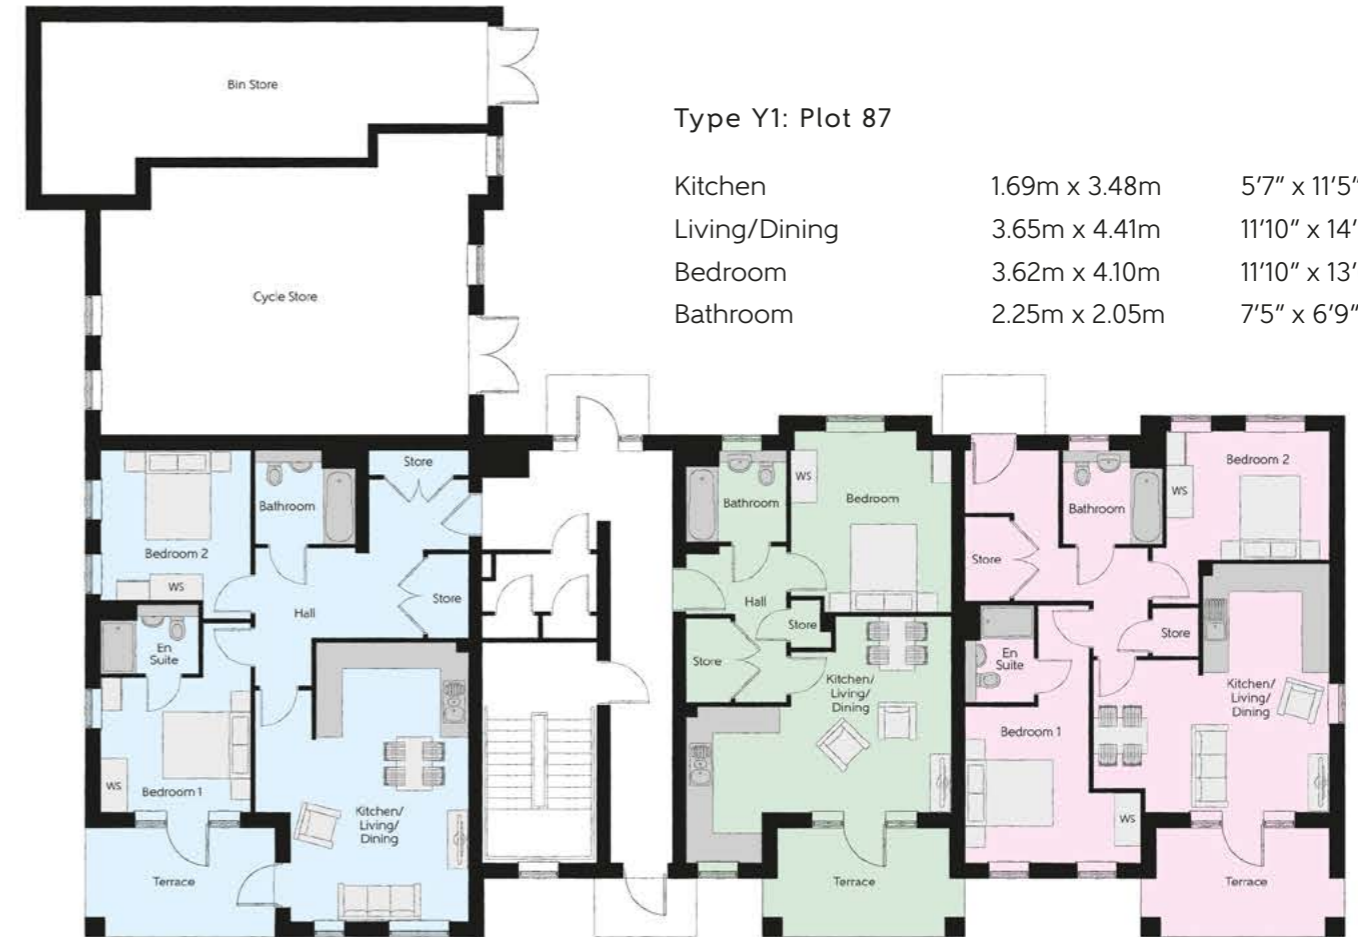 Bin Store
Type Y1: Plot 87
Kitchen 1.69m x 3.48m 5'7" x 11'5"
Living/Dining 3.65m x 4.41m 11'10" x 14'
Bedroom 3.62m x 4.10m 11'10" x 13'
Bathroom 2.25m x 2.05m 7'5" x 6'9"
Cycle Store
Store
Bathroom
Bedroom 2
WS
Hall
Store
En
Suite
WS
Bedroom 1
Kitchen/
Living/
Dining
Terrace
Bathroom
WS
Bedroom
Hall
Store
Store
Kitchen/
Living/
Dining
Terrace
Bedroom 2
WS
Bathroom
Store
Store
En
Suite
Kitchen/
Living/
Dining
Bedroom 1
WS
Terrace